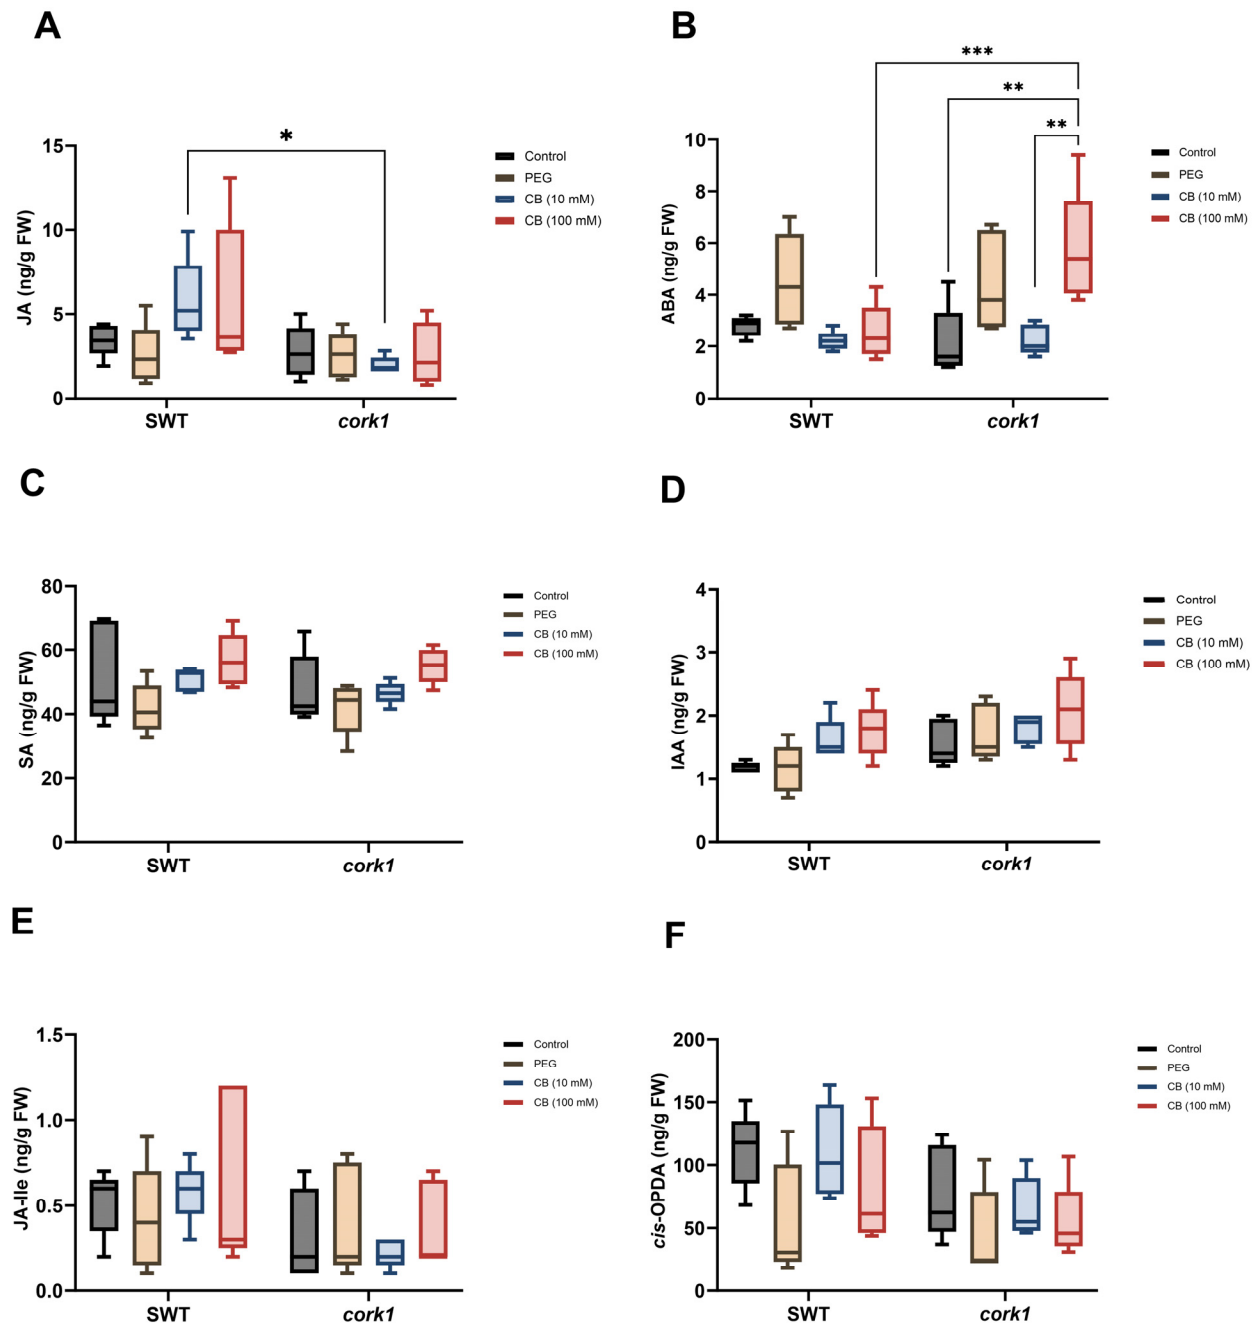 A
*
15
10
5
0
JA (ng/g FW)
SWT
cork1
Control
PEG
CB (10 mM)
CB (100 mM)
B
***
**
**
10
8
6
4
2
0
ABA (ng/g FW)
SWT
cork1
Control
PEG
CB (10 mM)
CB (100 mM)
C
80
60
40
20
0
SA (ng/g FW)
SWT
cork1
Control
PEG
CB (10 mM)
CB (100 mM)
D
4
3
2
1
0
IAA (ng/g FW)
SWT
cork1
Control
PEG
CB (10 mM)
CB (100 mM)
E
1.5
1.0
0.5
0.0
JA-Ile (ng/g FW)
SWT
cork1
Control
PEG
CB (10 mM)
CB (100 mM)
F
200
150
100
50
0
cis-OPDA (ng/g FW)
SWT
cork1
Control
PEG
CB (10 mM)
CB (100 mM)